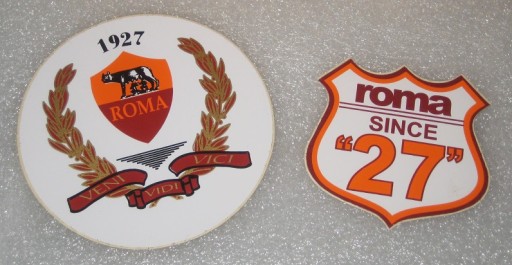 1927
ROMA
VENI VIDI VICI
roma
SINCE
"27"